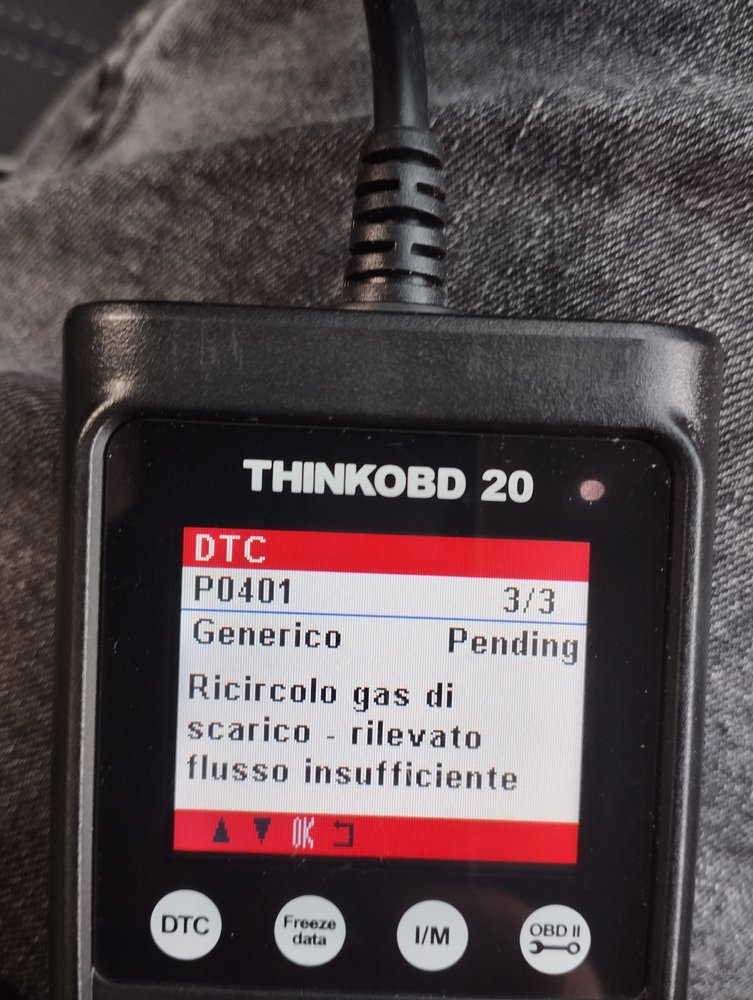 THINKOBD 20
DTC
P0401 3/3
Generico Pending
Ricircolo gas di
scarico - rilevato
flusso insufficiente
OK
DTC
Freeze
data
I/M
OBD II